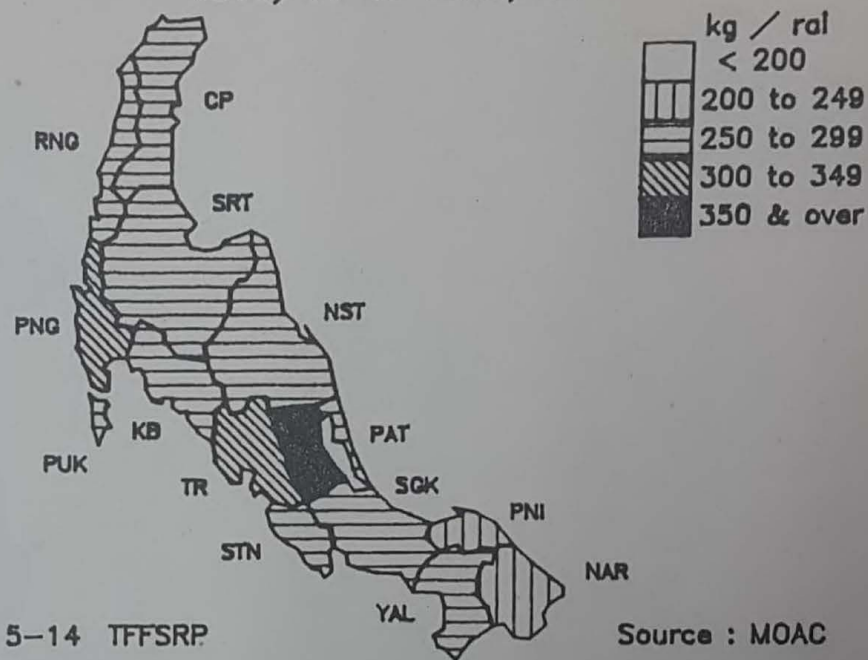 kg / rai
< 200
200 to 249
250 to 299
300 to 349
350 & over
CP
RNG
SRT
NST
PNG
KB
PUK
PAT
TR
SGK
PNI
STN
NAR
YAL
5-14 TFFSRP
Source : MOAC